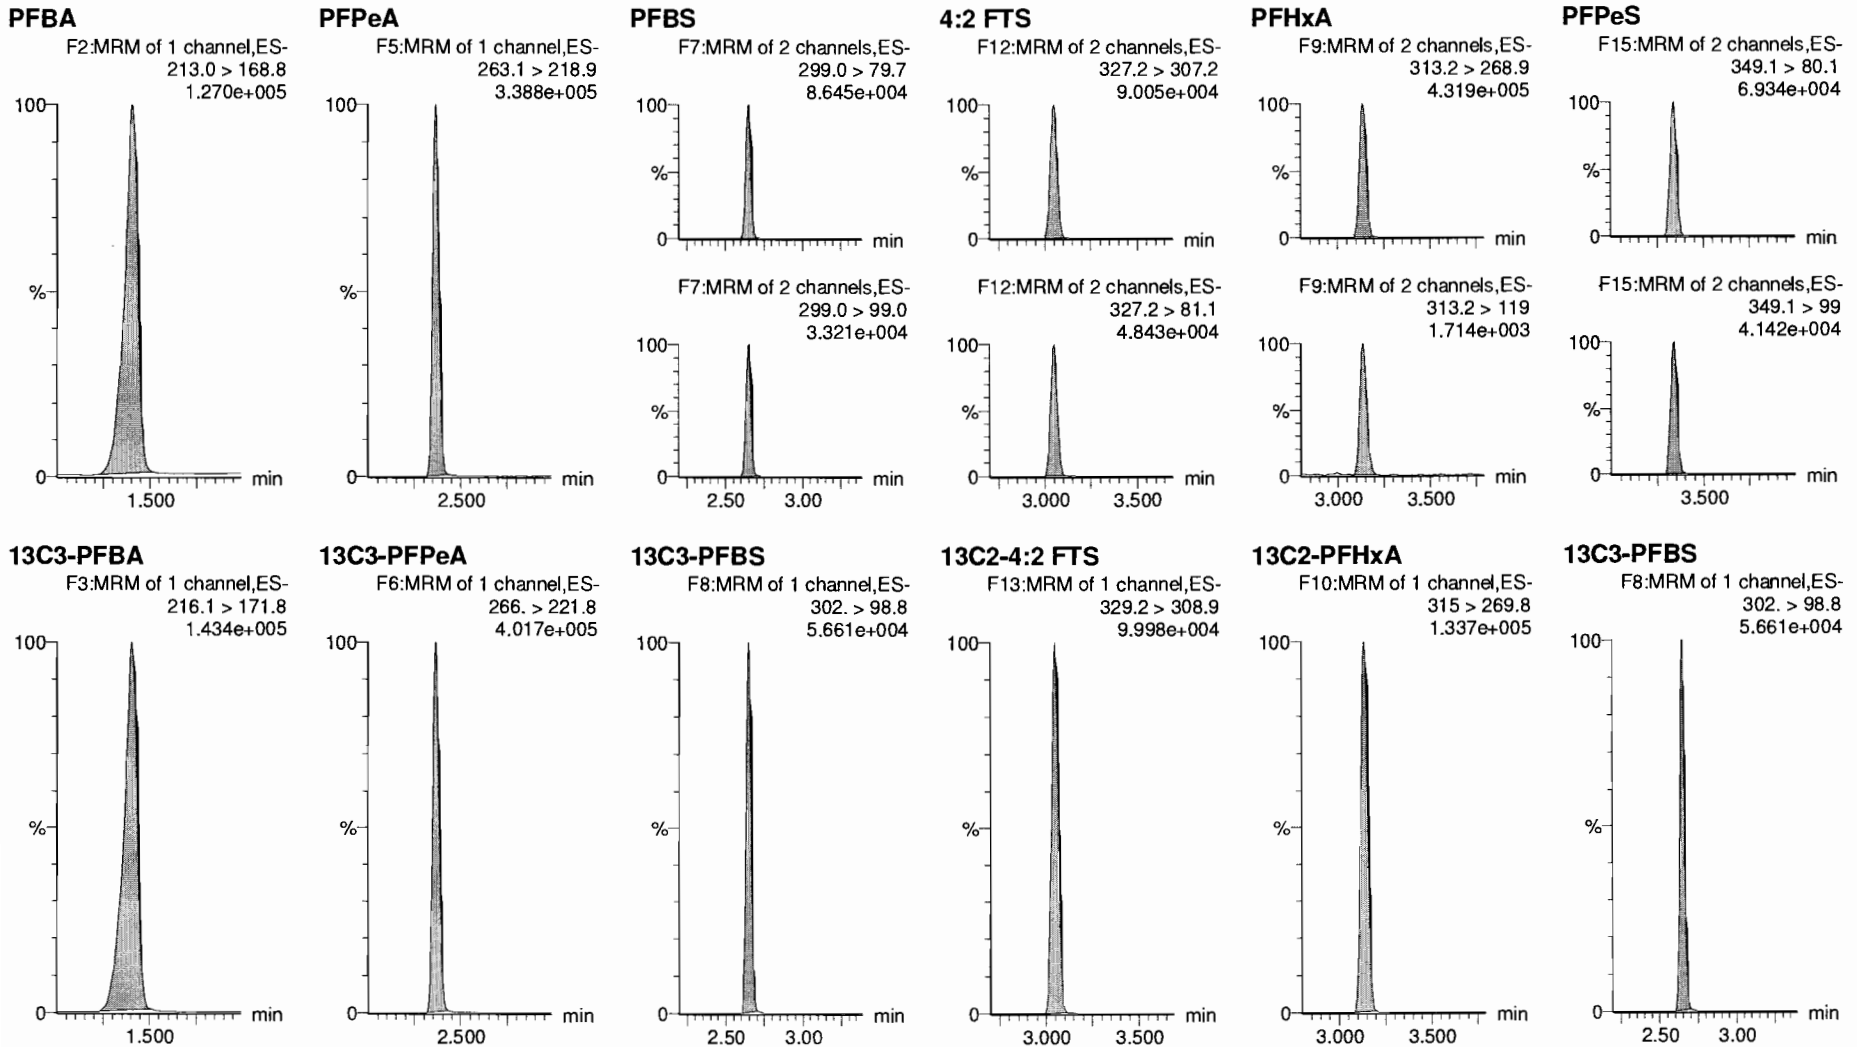 PFBA
F2:MRM of 1 channel,ES-
213.0 > 168.8
1.270e+005
100
%
0
min
1.500
PFPeA
F5:MRM of 1 channel,ES-
263.1 > 218.9
3.388e+005
100
%
0
min
2.500
PFBS
F7:MRM of 2 channels,ES-
299.0 > 79.7
8.645e+004
100
%
0
min
F7:MRM of 2 channels,ES-
299.0 > 99.0
3.321e+004
100
%
0
min
2.50 3.00
4:2 FTS
F12:MRM of 2 channels,ES-
327.2 > 307.2
9.005e+004
100
%
0
min
F12:MRM of 2 channels,ES-
327.2 > 81.1
4.843e+004
100
%
0
min
3.000 3.500
PFHxA
F9:MRM of 2 channels,ES-
313.2 > 268.9
4.319e+005
100
%
0
min
F9:MRM of 2 channels,ES-
313.2 > 119
1.714e+003
100
%
0
min
3.000 3.500
PFPeS
F15:MRM of 2 channels,ES-
349.1 > 80.1
6.934e+004
100
%
0
min
F15:MRM of 2 channels,ES-
349.1 > 99
4.142e+004
100
%
0
min
3.500
13C3-PFBA
F3:MRM of 1 channel,ES-
216.1 > 171.8
1.434e+005
100
%
0
min
1.500
13C3-PFPeA
F6:MRM of 1 channel,ES-
266. > 221.8
4.017e+005
100
%
0
min
2.500
13C3-PFBS
F8:MRM of 1 channel,ES-
302. > 98.8
5.661e+004
100
%
0
min
2.50 3.00
13C2-4:2 FTS
F13:MRM of 1 channel,ES-
329.2 > 308.9
9.998e+004
100
%
0
min
3.000 3.500
13C2-PFHxA
F10:MRM of 1 channel,ES-
315 > 269.8
1.337e+005
100
%
0
min
3.000 3.500
13C3-PFBS
F8:MRM of 1 channel,ES-
302. > 98.8
5.661e+004
100
%
0
min
2.50 3.00